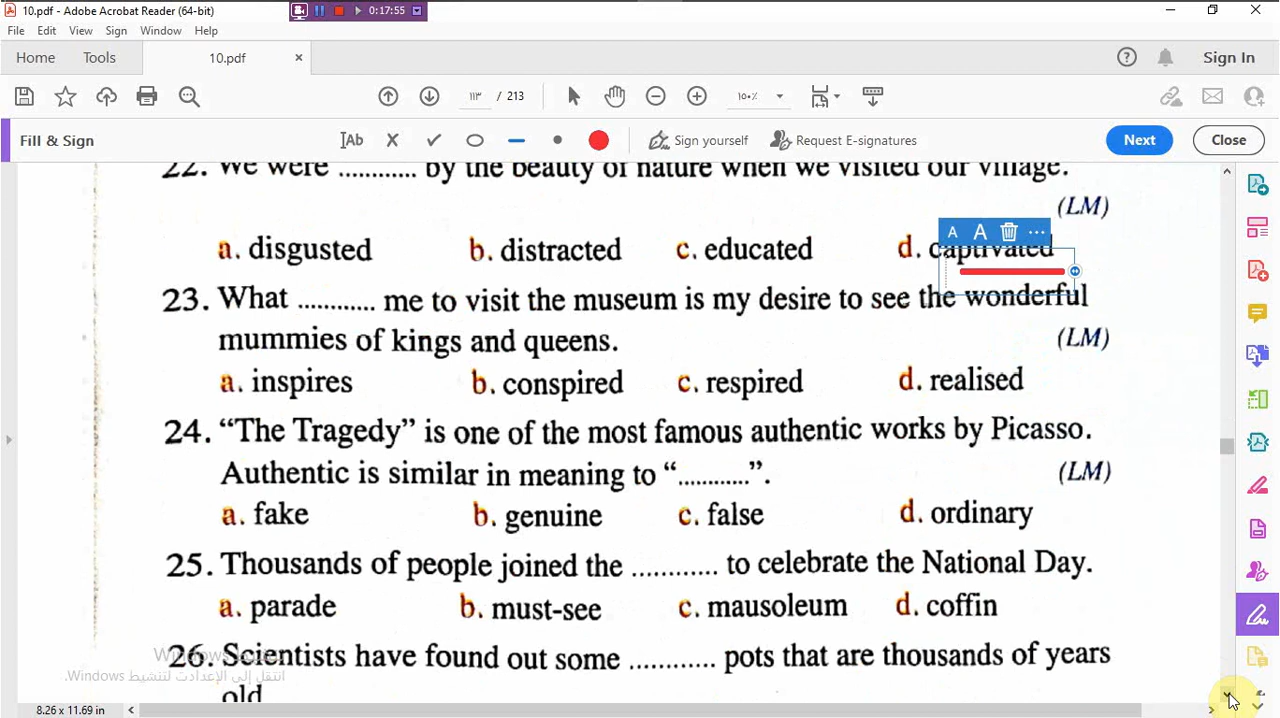 10.pdf - Adobe Acrobat Reader (64-bit)
0:17:55
File Edit View Sign Window Help
Home Tools 10.pdf × Sign In
١١٣ / 213 ١٥٠٪
Fill & Sign Ab Sign yourself Request E-signatures Next Close
22. We were ............ by the beauty of nature when we visited our village.
(LM)
A A ...
a. disgusted b. distracted c. educated d. captivated
23. What ............ me to visit the museum is my desire to see the wonderful
mummies of kings and queens. (LM)
a. inspires b. conspired c. respired d. realised
24. “The Tragedy” is one of the most famous authentic works by Picasso.
Authentic is similar in meaning to “............”. (LM)
a. fake b. genuine c. false d. ordinary
25. Thousands of people joined the ............ to celebrate the National Day.
a. parade b. must-see c. mausoleum d. coffin
26. Scientists have found out some ............ pots that are thousands of years
old
Windows
انتقل إلى الإعدادات لتنشيط Windows.
8.26 x 11.69 in